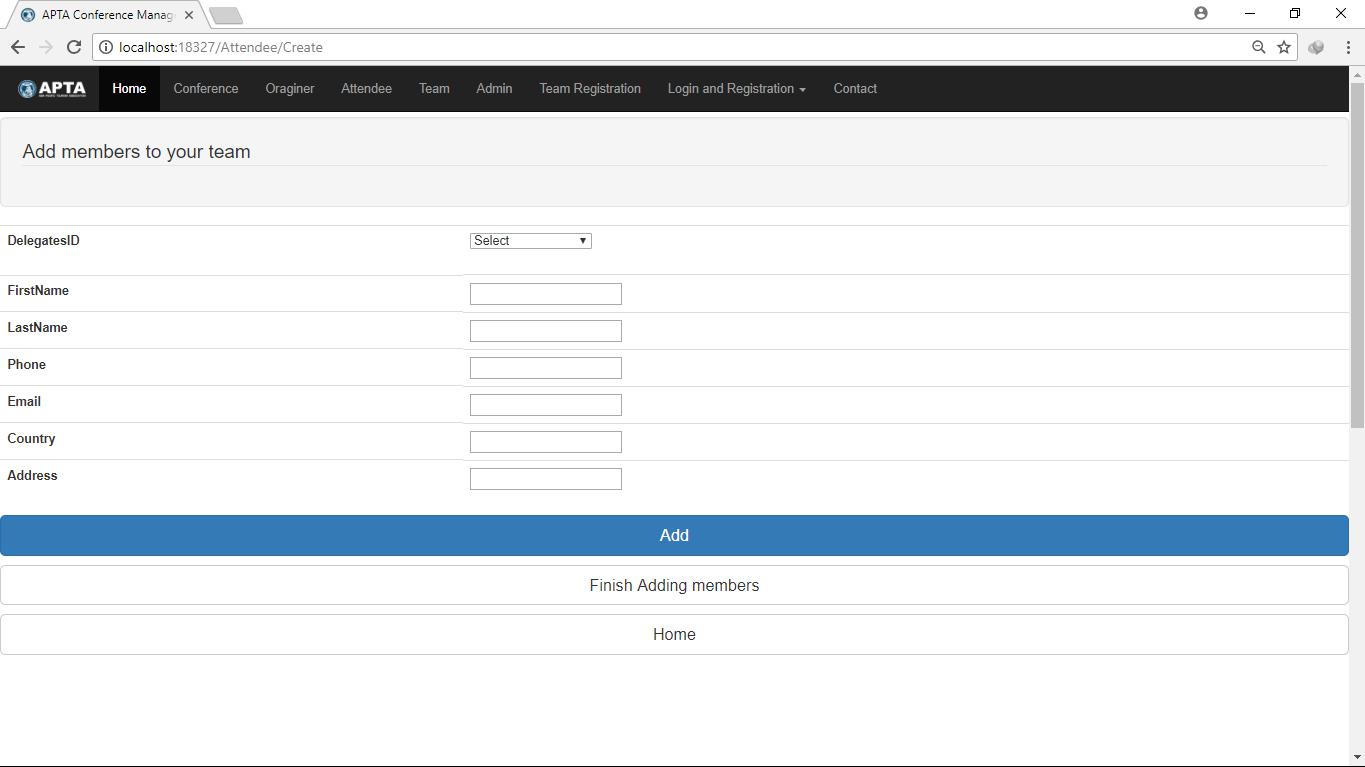 APTA Conference Manag
localhost:18327/Attendee/Create
APTA Home Conference Oraginer Attendee Team Admin Team Registration Login and Registration Contact
Add members to your team
DelegatesID Select
FirstName
LastName
Phone
Email
Country
Address
Add
Finish Adding members
Home